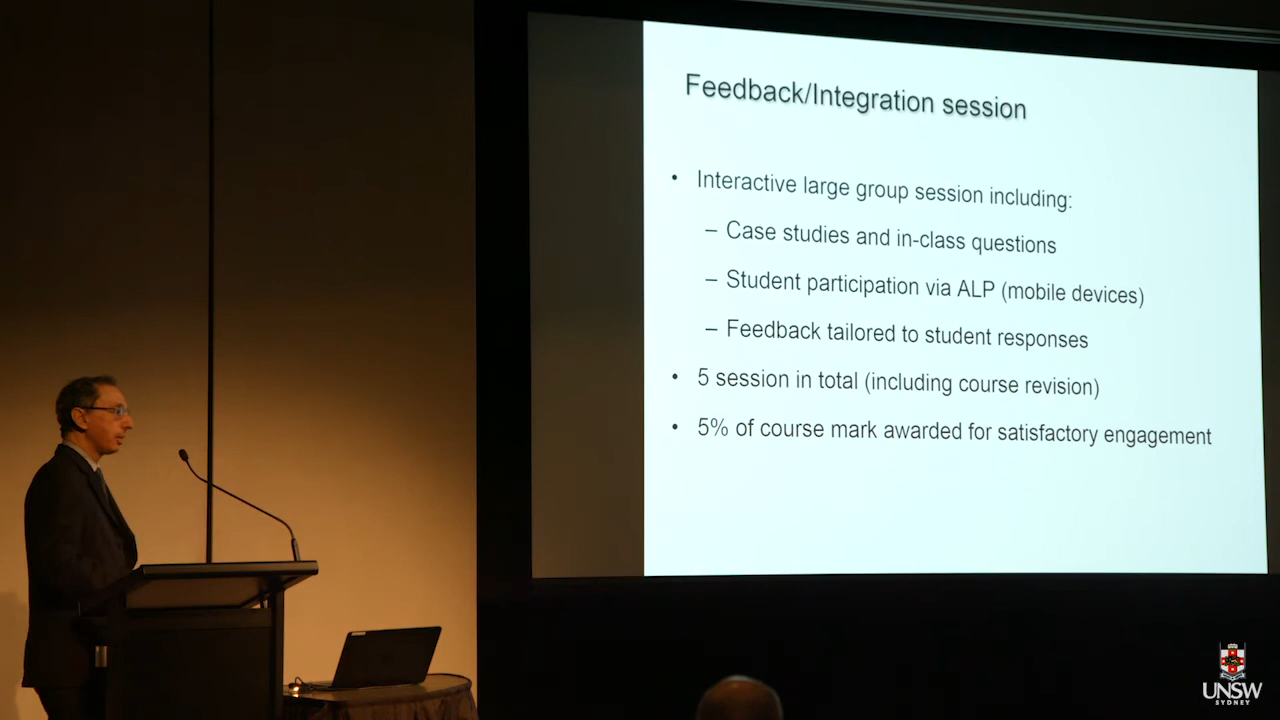 Feedback/Integration session
• Interactive large group session including:
– Case studies and in-class questions
– Student participation via ALP (mobile devices)
– Feedback tailored to student responses
• 5 session in total (including course revision)
• 5% of course mark awarded for satisfactory engagement
UNSW
SYDNEY